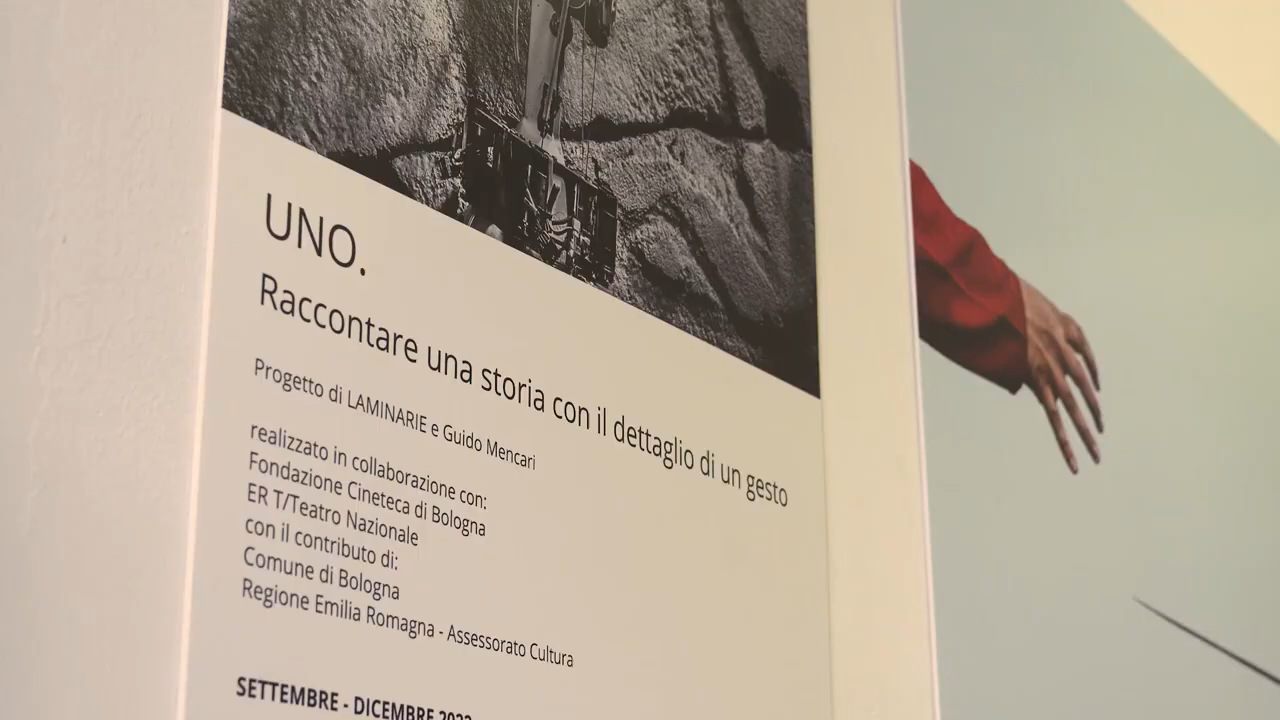 UNO.
Raccontare una storia con il dettaglio di un gesto
Progetto di LAMINARIE e Guido Mencari
realizzato in collaborazione con:
Fondazione Cineteca di Bologna
ER T/Teatro Nazionale
con il contributo di:
Comune di Bologna
Regione Emilia Romagna - Assessorato Cultura
SETTEMBRE - DICEMBRE